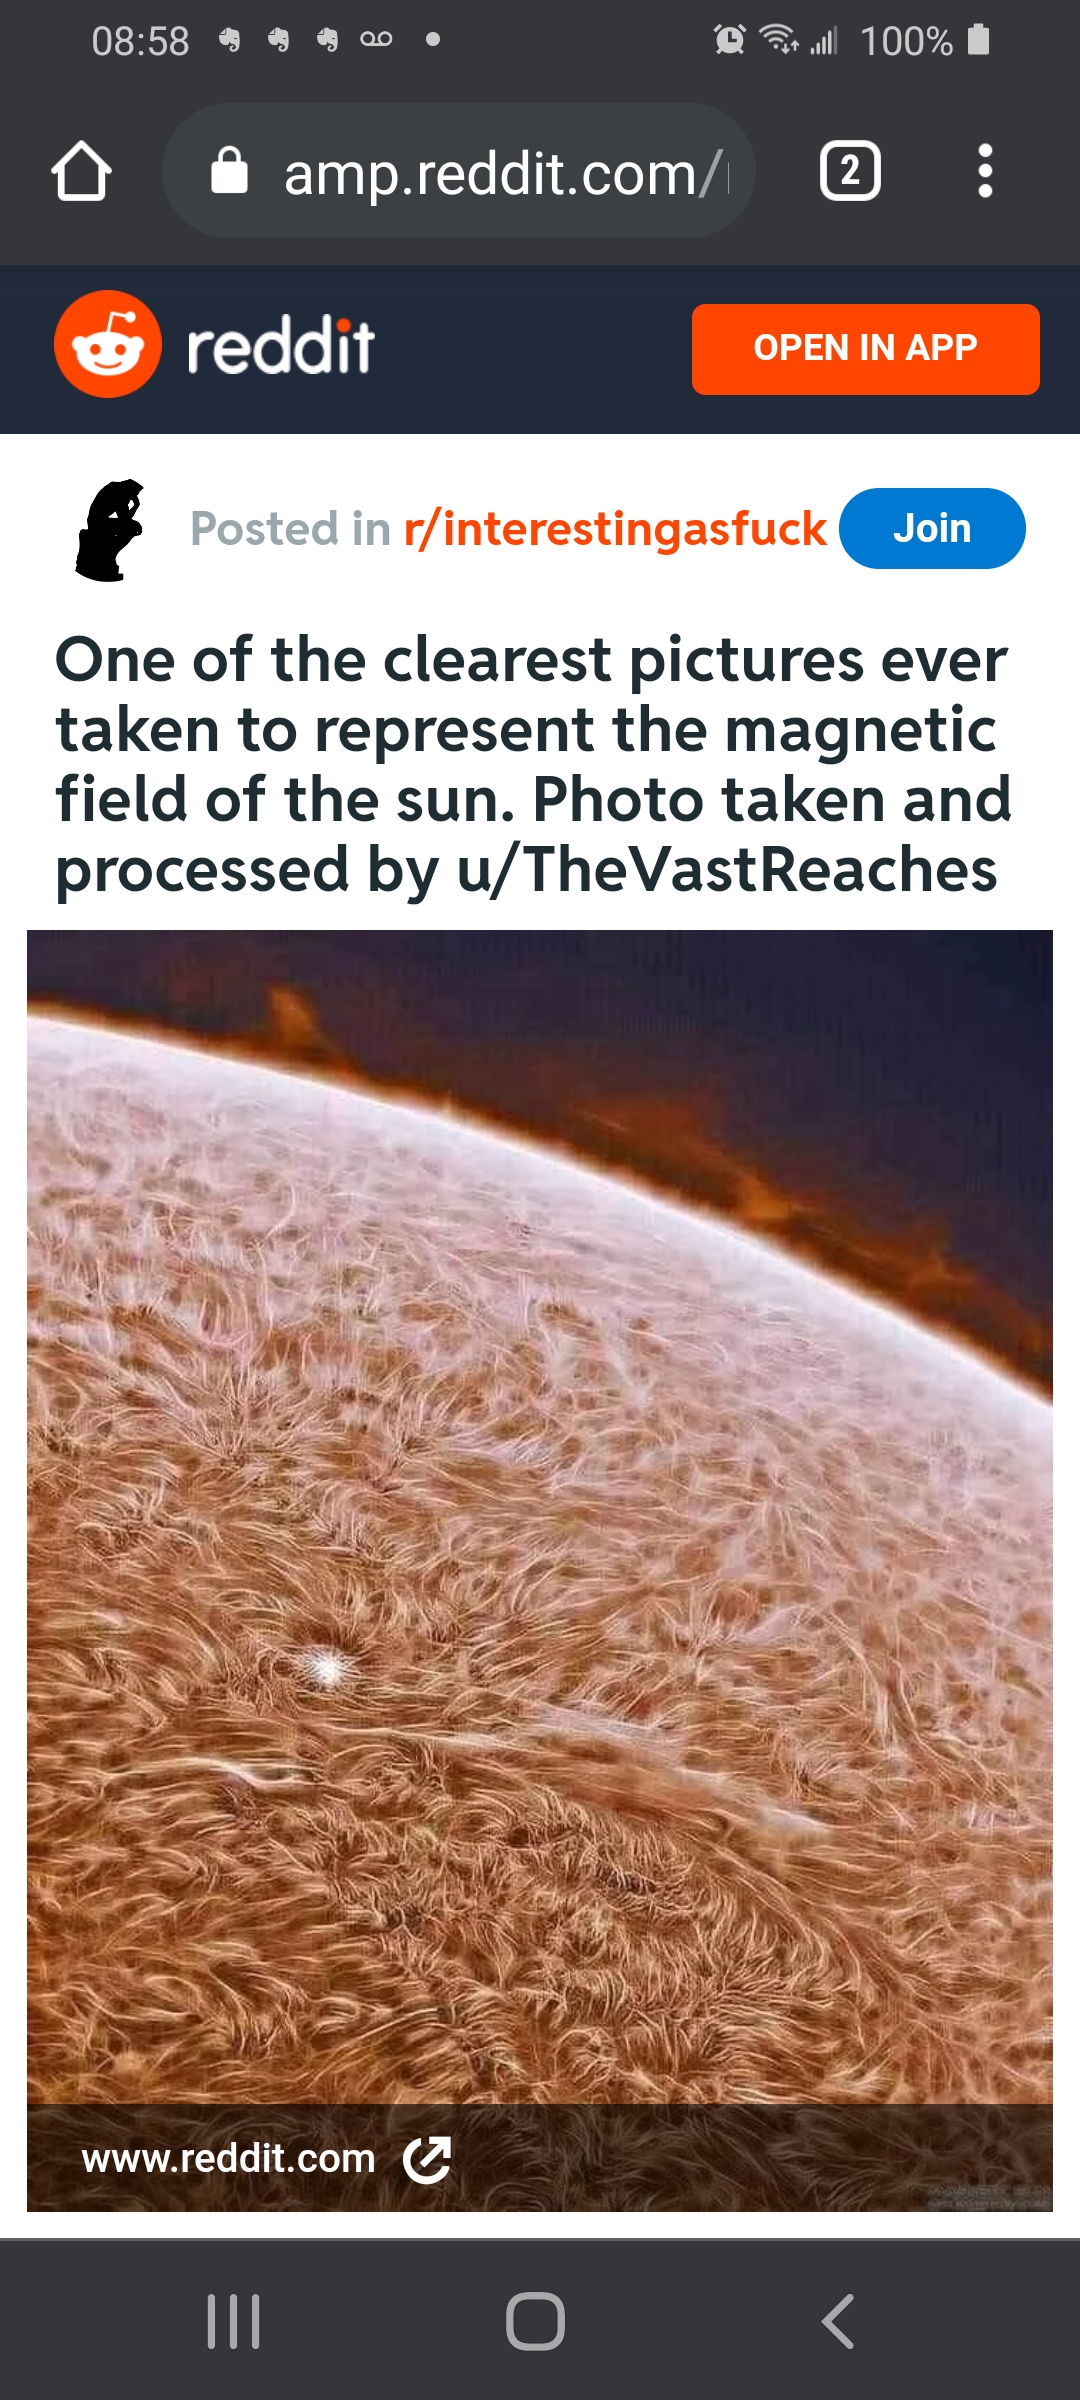 08:58
100%
amp.reddit.com/
2
reddit
OPEN IN APP
Posted in r/interestingasfuck
Join
One of the clearest pictures ever
taken to represent the magnetic
field of the sun. Photo taken and
processed by u/TheVastReaches
www.reddit.com